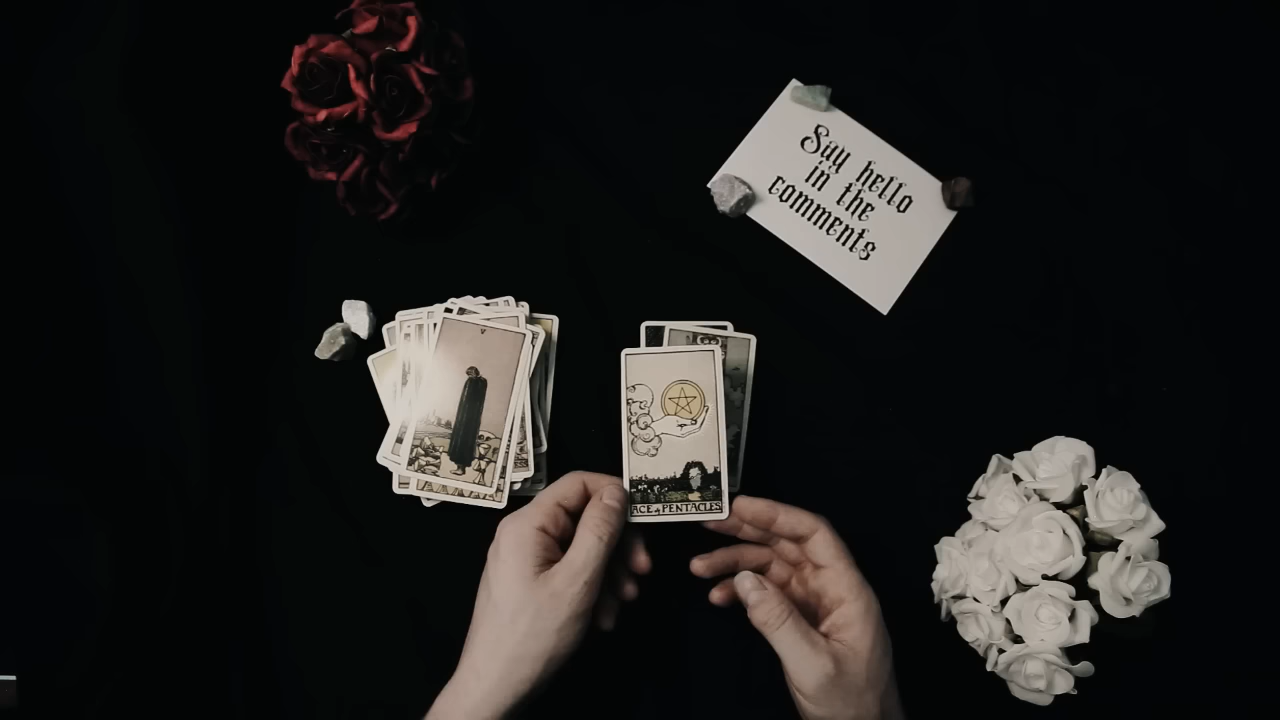 Say hello
in the
comments
V
ACE of PENTACLES